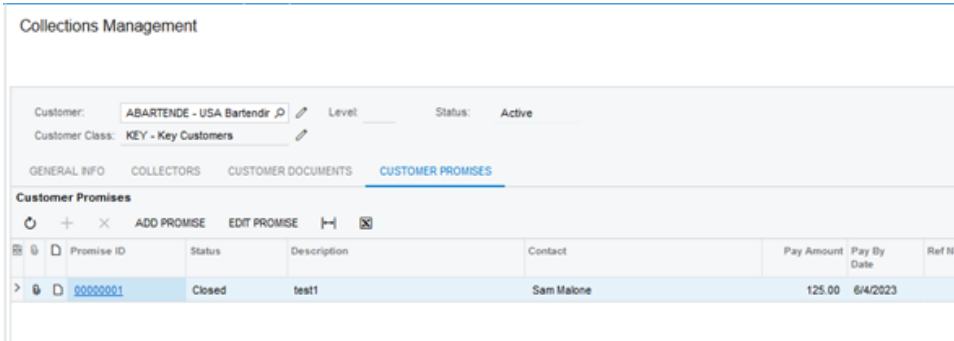 Collections Management
Customer: ABARTENDE - USA Bartendir Level: Status: Active
Customer Class: KEY - Key Customers
GENERAL INFO COLLECTORS CUSTOMER DOCUMENTS CUSTOMER PROMISES
Customer Promises
ADD PROMISE EDIT PROMISE
Promise ID Status Description Contact Pay Amount Pay By Date Ref N
00000001 Closed test1 Sam Malone 125.00 6/4/2023